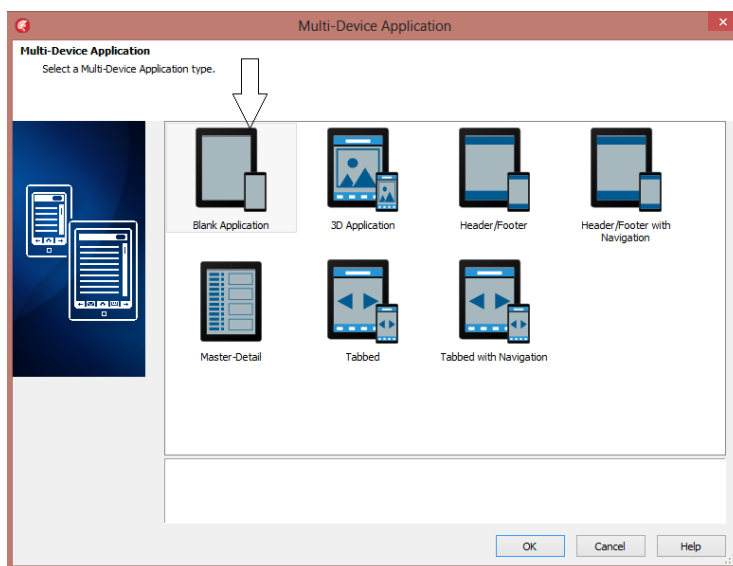 Multi-Device Application
Multi-Device Application
Select a Multi-Device Application type.
Blank Application
3D Application
Header/Footer
Header/Footer with
Navigation
Master-Detail
Tabbed
Tabbed with Navigation
OK
Cancel
Help